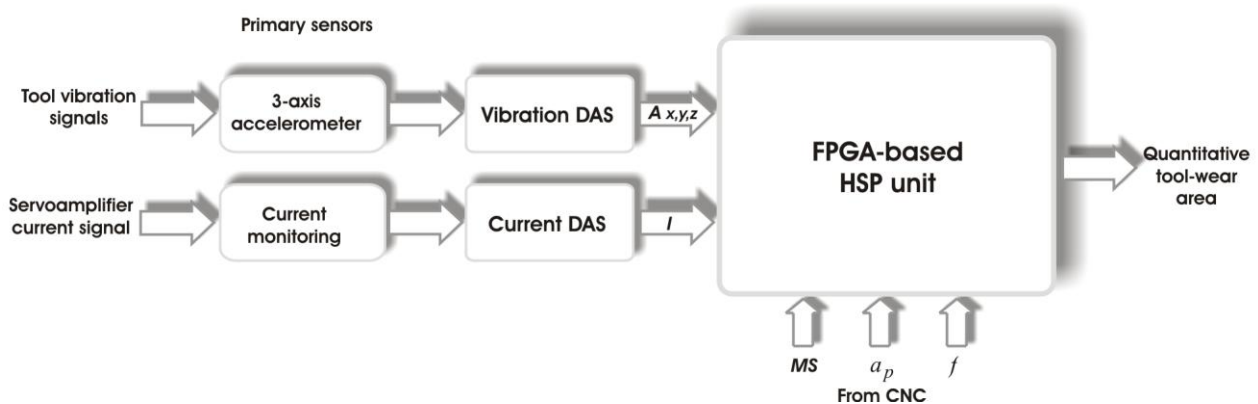 Primary sensors
Tool vibration
signals
3-axis
accelerometer
Vibration DAS
A x,y,z
Servoamplifier
current signal
Current
monitoring
Current DAS
I
FPGA-based
HSP unit
Quantitative
tool-wear
area
MS
a_p
f
From CNC